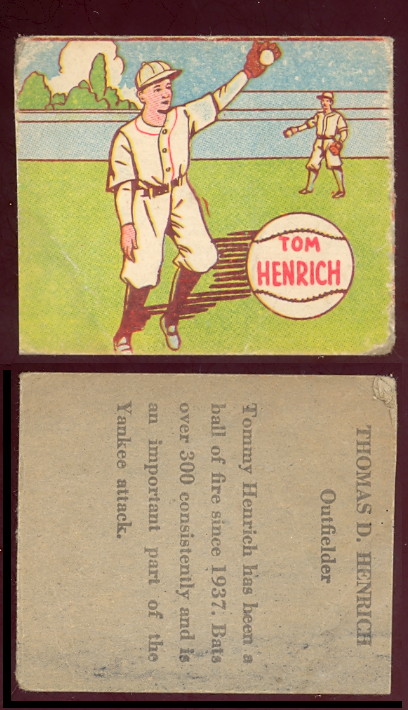 TOM
HENRICH
THOMAS D. HENRICH
Outfielder
Tommy Henrich has been a
ball of fire since 1937. Bats
over 300 consistently and is
an important part of the
Yankee attack.